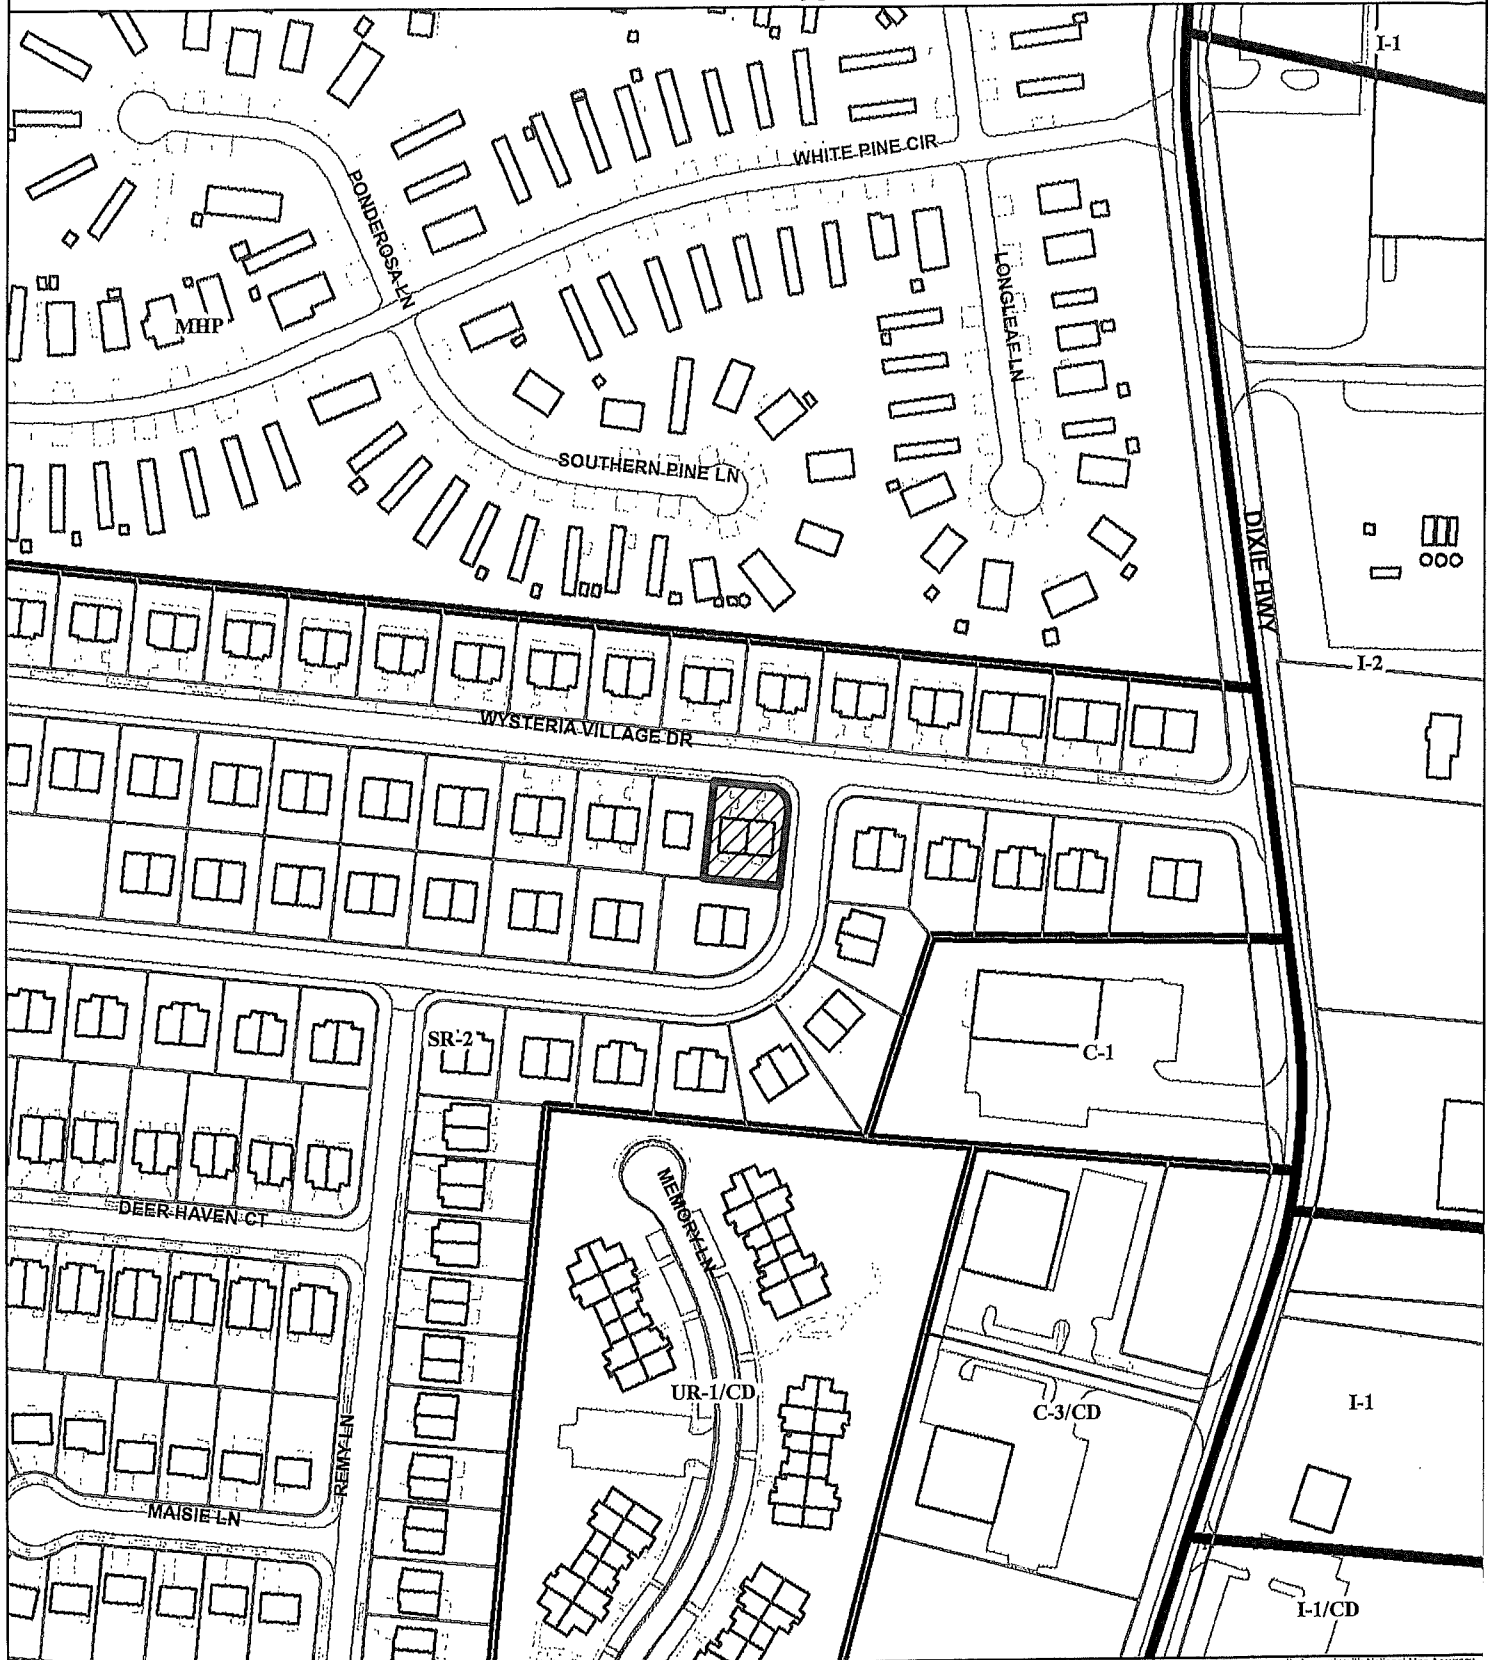 I-1
WHITE PINE CIR
PONDEROSA LN
LONGLEAF LN
MHP
SOUTHERN PINE LN
DIXIE HWY
I-2
WYSTERIA VILLAGE DR
SR-2
C-1
MEMORY LN
DEER HAVEN CT
UR-1/CD
C-3/CD
I-1
REMY LN
MAISIE LN
I-1/CD